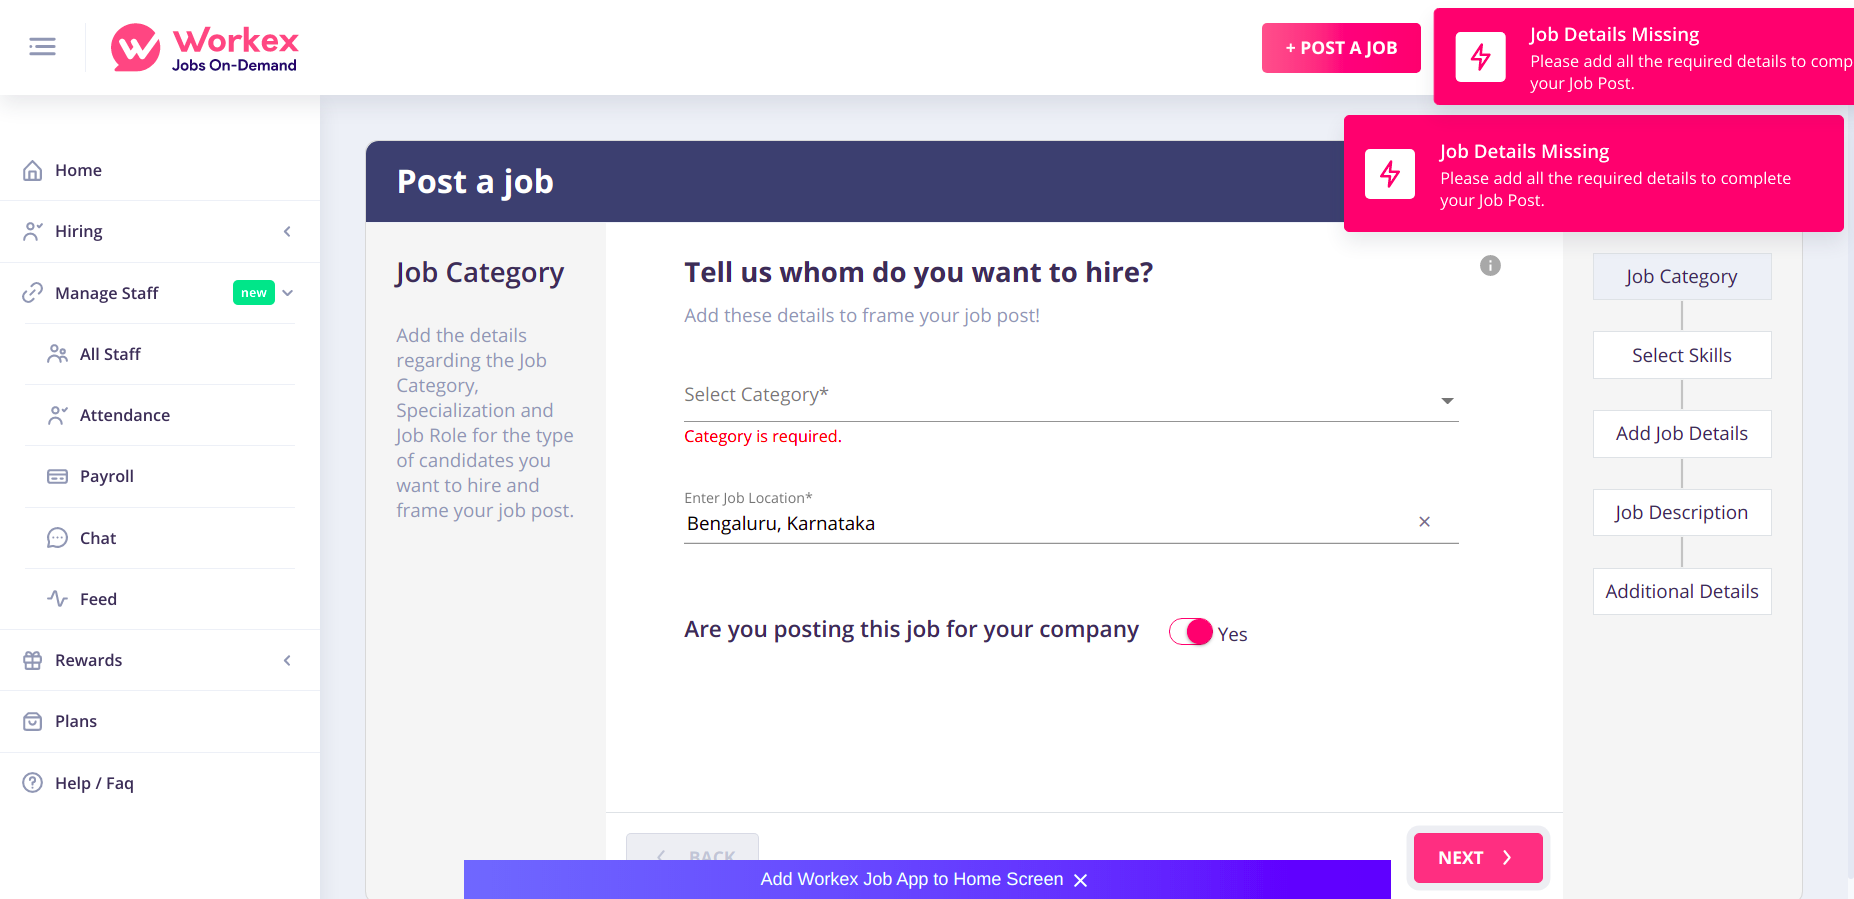 Workex
Jobs On-Demand
+ POST A JOB
Job Details Missing
Please add all the required details to comp
your Job Post.
Job Details Missing
Please add all the required details to complete
your Job Post.
Home
Hiring
Manage Staff
new
All Staff
Attendance
Payroll
Chat
Feed
Rewards
Plans
Help / Faq
Post a job
Job Category
Add the details
regarding the Job
Category,
Specialization and
Job Role for the type
of candidates you
want to hire and
frame your job post.
Tell us whom do you want to hire?
Add these details to frame your job post!
Select Category*
Category is required.
Enter Job Location*
Bengaluru, Karnataka
Are you posting this job for your company
Yes
Job Category
Select Skills
Add Job Details
Job Description
Additional Details
BACK
NEXT
Add Workex Job App to Home Screen